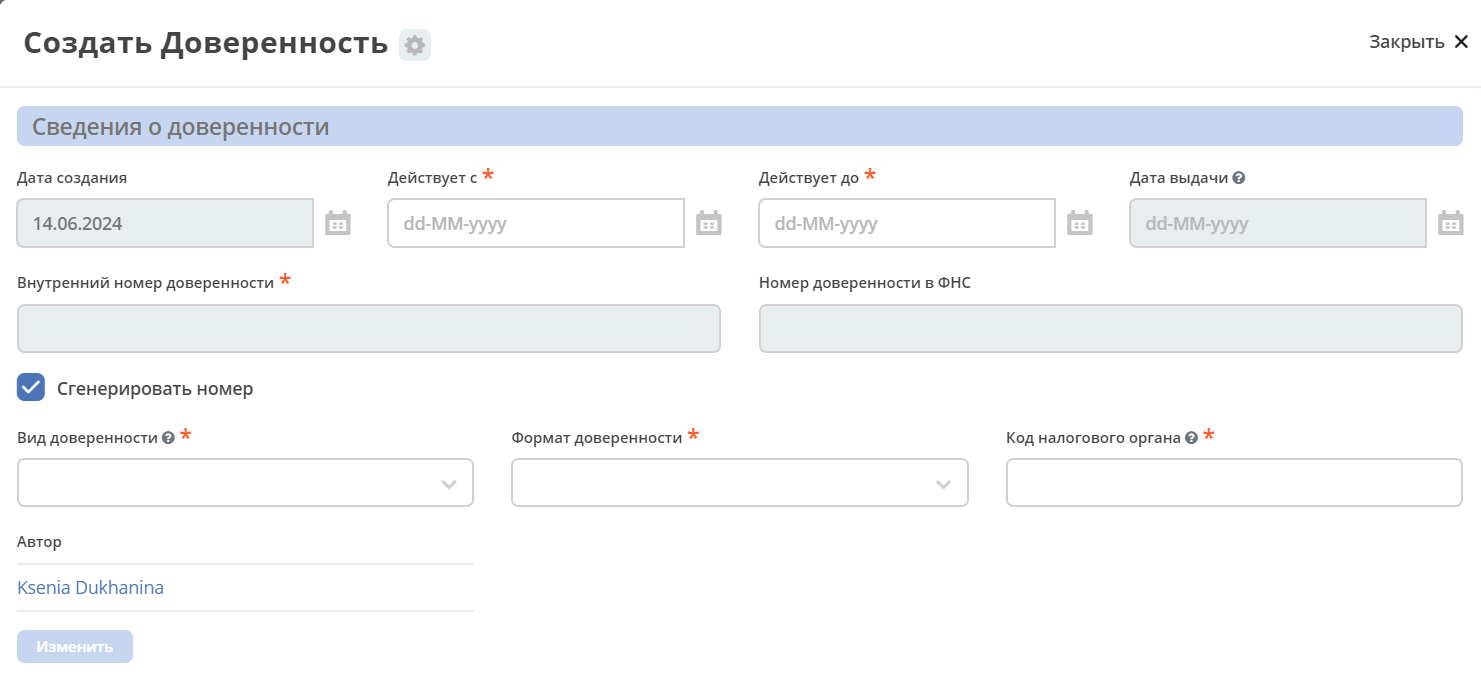 Создать Доверенность
Закрыть
Сведения о доверенности
Дата создания Действует с * Действует до * Дата выдачи ?
14.06.2024 dd-MM-yyyy dd-MM-yyyy dd-MM-yyyy
Внутренний номер доверенности * Номер доверенности в ФНС
Сгенерировать номер
Вид доверенности ? * Формат доверенности * Код налогового органа ? *
Автор
Ksenia Dukhanina
Изменить